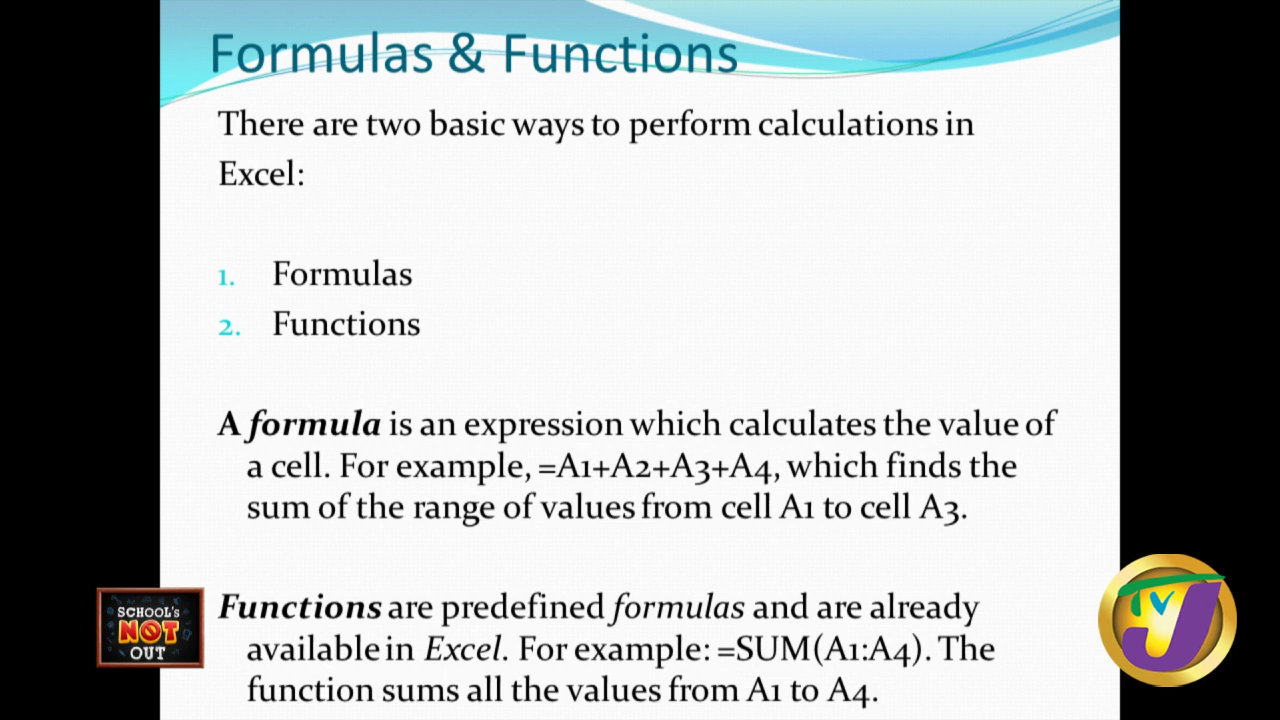 Formulas & Functions
There are two basic ways to perform calculations in
Excel:
1. Formulas
2. Functions
A formula is an expression which calculates the value of
a cell. For example, =A1+A2+A3+A4, which finds the
sum of the range of values from cell A1 to cell A3.
Functions are predefined formulas and are already
available in Excel. For example: =SUM(A1:A4). The
function sums all the values from A1 to A4.
SCHOOL's
NOT
OUT
TVJ